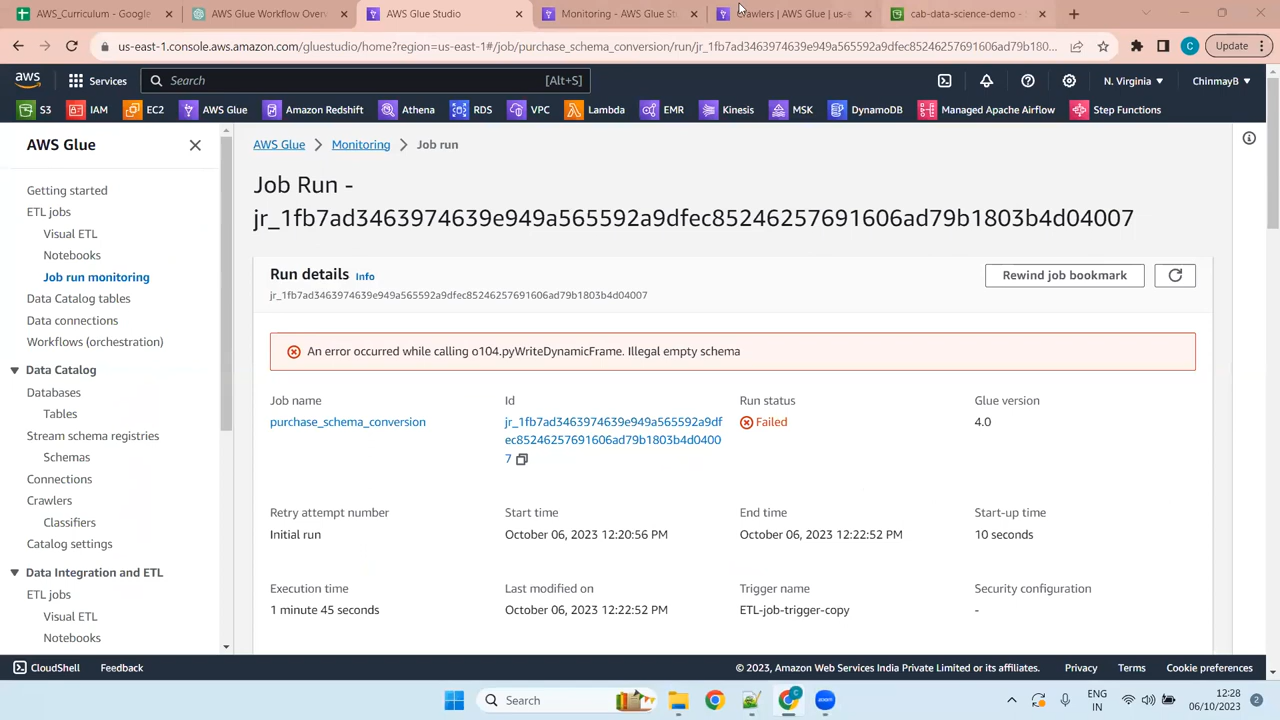 AWS_Curriculum - Google
AWS Glue Workflow Overv
AWS Glue Studio
Monitoring - AWS Glue St
rawlers | AWS Glue | us-e
cab-data-science-demo -
us-east-1.console.aws.amazon.com/gluestudio/home?region=us-east-1#/job/purchase_schema_conversion/run/jr_1fb7ad3463974639e949a565592a9dfec85246257691606ad79b180...
C
Update
aws
Services
Search
[Alt+S]
N. Virginia
ChinmayB
S3
IAM
EC2
AWS Glue
Amazon Redshift
Athena
RDS
VPC
Lambda
EMR
Kinesis
MSK
DynamoDB
Managed Apache Airflow
Step Functions
AWS Glue
Getting started
ETL jobs
Visual ETL
Notebooks
Job run monitoring
Data Catalog tables
Data connections
Workflows (orchestration)
Data Catalog
Databases
Tables
Stream schema registries
Schemas
Connections
Crawlers
Classifiers
Catalog settings
Data Integration and ETL
ETL jobs
Visual ETL
Notebooks
AWS Glue > Monitoring > Job run
Job Run -
jr_1fb7ad3463974639e949a565592a9dfec85246257691606ad79b1803b4d04007
Run details Info
jr_1fb7ad3463974639e949a565592a9dfec85246257691606ad79b1803b4d04007
Rewind job bookmark
An error occurred while calling o104.pyWriteDynamicFrame. Illegal empty schema
Job name
purchase_schema_conversion
Id
jr_1fb7ad3463974639e949a565592a9df
ec85246257691606ad79b1803b4d0400
7
Run status
Failed
Glue version
4.0
Retry attempt number
Initial run
Start time
October 06, 2023 12:20:56 PM
End time
October 06, 2023 12:22:52 PM
Start-up time
10 seconds
Execution time
1 minute 45 seconds
Last modified on
October 06, 2023 12:22:52 PM
Trigger name
ETL-job-trigger-copy
Security configuration
-
CloudShell
Feedback
© 2023, Amazon Web Services India Private Limited or its affiliates.
Privacy
Terms
Cookie preferences
Search
C
zoom
ENG
IN
12:28
06/10/2023
2